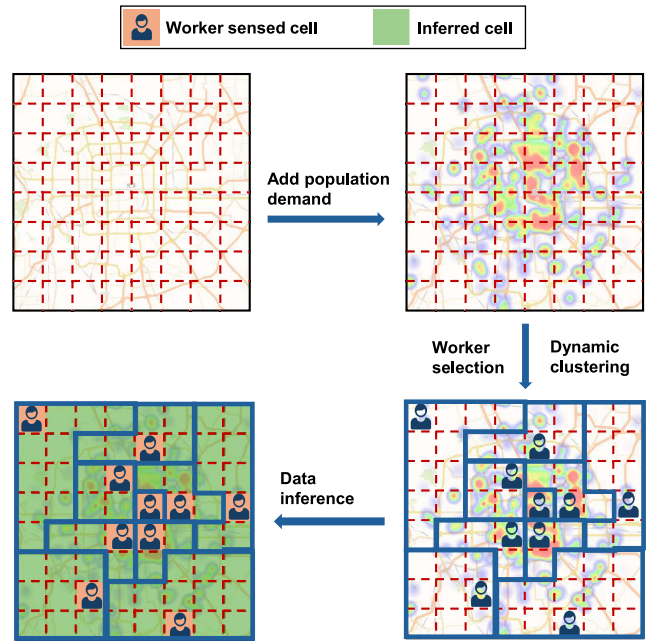 Worker sensed cell
Inferred cell
Add population
demand
Worker
selection
Dynamic
clustering
Data
inference